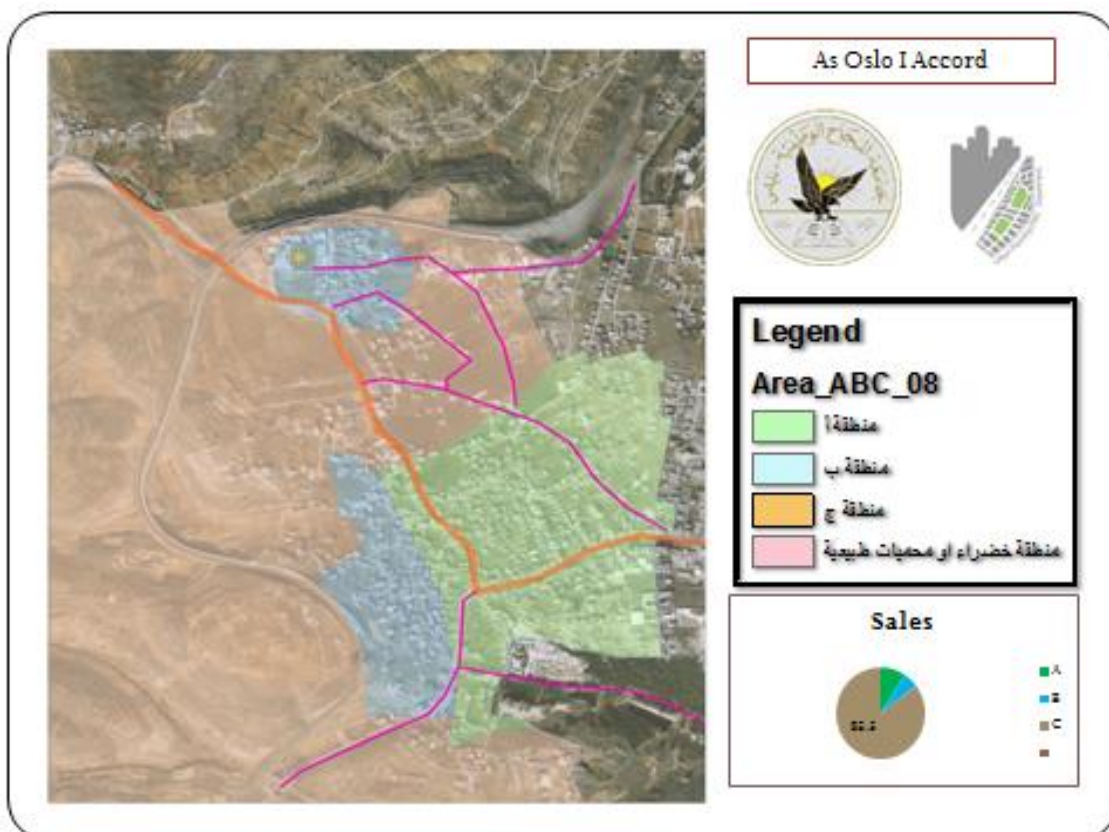 As Oslo I Accord
Legend
Area_ABC_08
منطقة أ
منطقة ب
منطقة ج
منطقة خضراء او محميات طبيعية
Sales
A
B
C